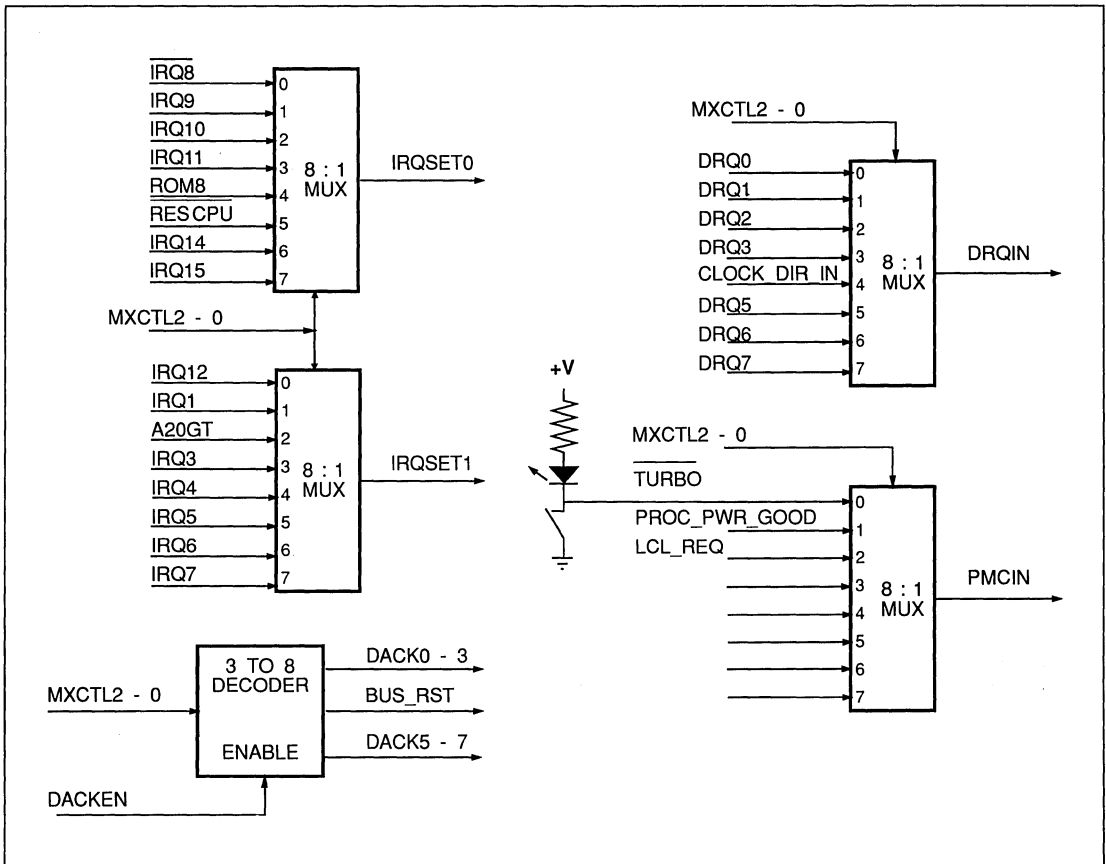 IRQ8
IRQ9
IRQ10
IRQ11
ROM8
RESCPU
IRQ14
IRQ15
0
1
2
3
4
5
6
7
8 : 1
MUX
IRQSET0
MXCTL2 - 0
IRQ12
IRQ1
A20GT
IRQ3
IRQ4
IRQ5
IRQ6
IRQ7
0
1
2
3
4
5
6
7
8 : 1
MUX
IRQSET1
MXCTL2 - 0
3 TO 8
DECODER
ENABLE
DACKEN
DACK0 - 3
BUS_RST
DACK5 - 7
MXCTL2 - 0
DRQ0
DRQ1
DRQ2
DRQ3
CLOCK_DIR_IN
DRQ5
DRQ6
DRQ7
0
1
2
3
4
5
6
7
8 : 1
MUX
DRQIN
+V
MXCTL2 - 0
TURBO
PROC_PWR_GOOD
LCL_REQ
0
1
2
3
4
5
6
7
8 : 1
MUX
PMCIN